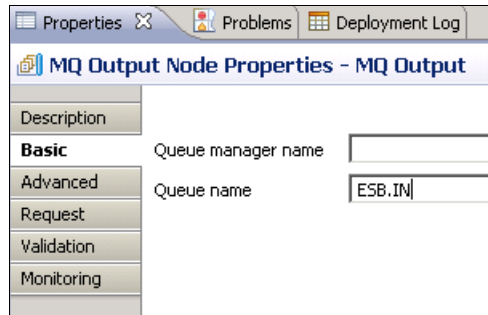 Properties Problems Deployment Log
MQ Output Node Properties - MQ Output
Description
Basic
Queue manager name
Advanced
Queue name ESB.IN
Request
Validation
Monitoring